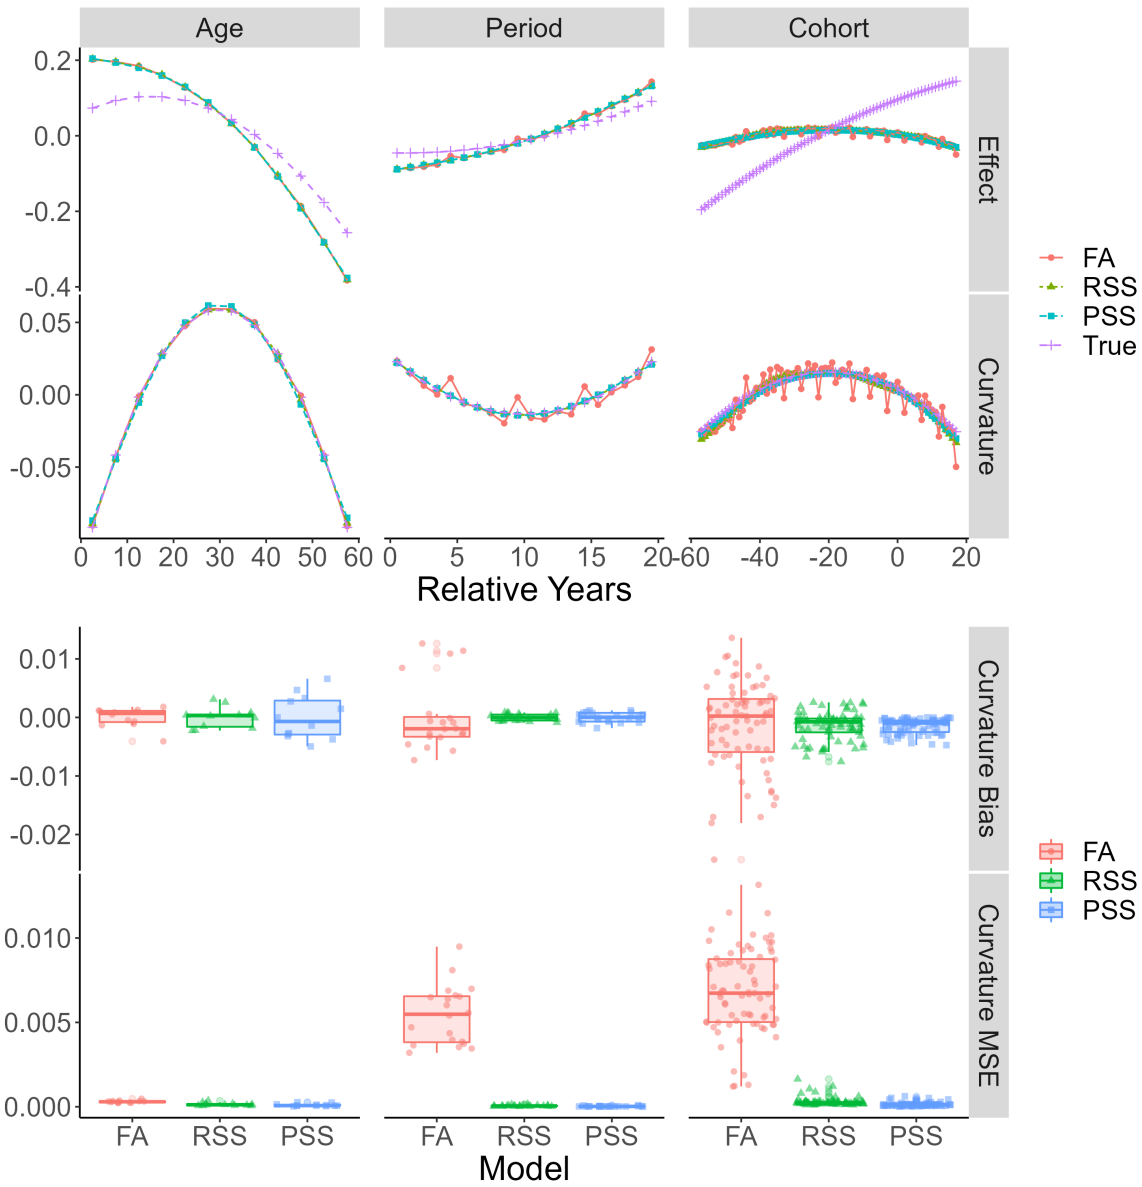 Age Period Cohort
0.2
0.0
-0.2
-0.4
Effect
0.05
0.00
-0.05
Curvature
0 10 20 30 40 50 60 0 5 10 15 20 -60 -40 -20 0 20
Relative Years
FA
RSS
PSS
True
0.01
0.00
-0.01
-0.02
Curvature Bias
0.010
0.005
0.000
Curvature MSE
FA RSS PSS FA RSS PSS FA RSS PSS
Model
FA
RSS
PSS